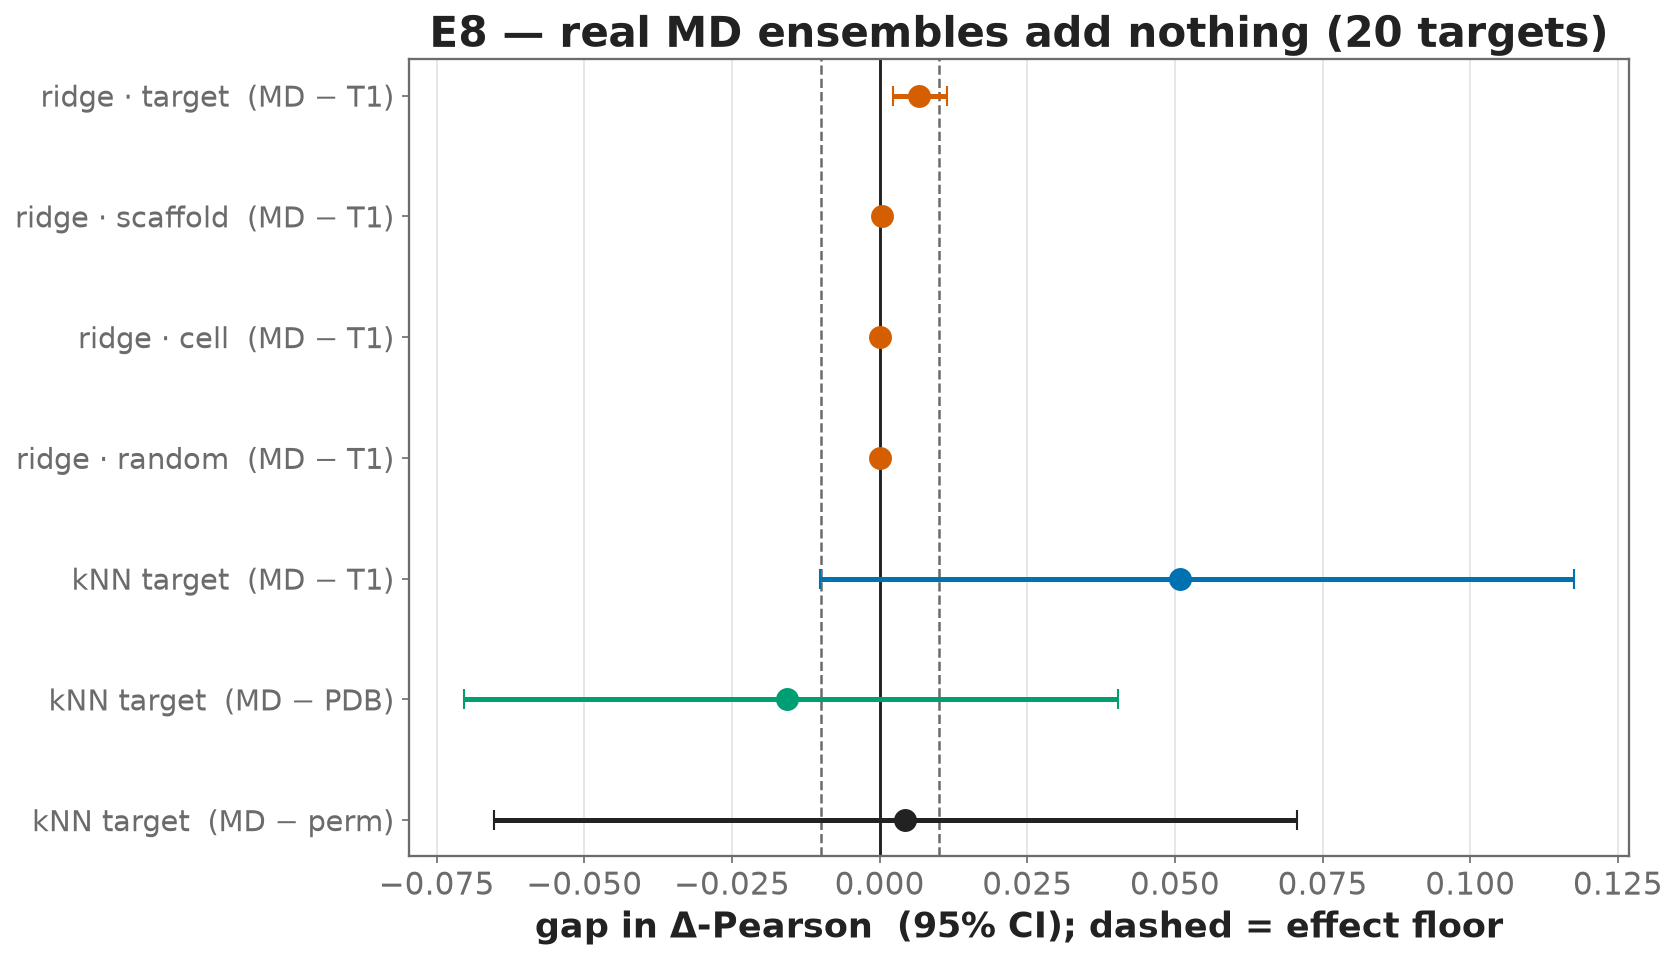 E8 — real MD ensembles add nothing (20 targets)
ridge · target  (MD − T1)
ridge · scaffold  (MD − T1)
ridge · cell  (MD − T1)
ridge · random  (MD − T1)
kNN target  (MD − T1)
kNN target  (MD − PDB)
kNN target  (MD − perm)
−0.075 −0.050 −0.025 0.000 0.025 0.050 0.075 0.100 0.125
gap in Δ-Pearson  (95% CI); dashed = effect floor